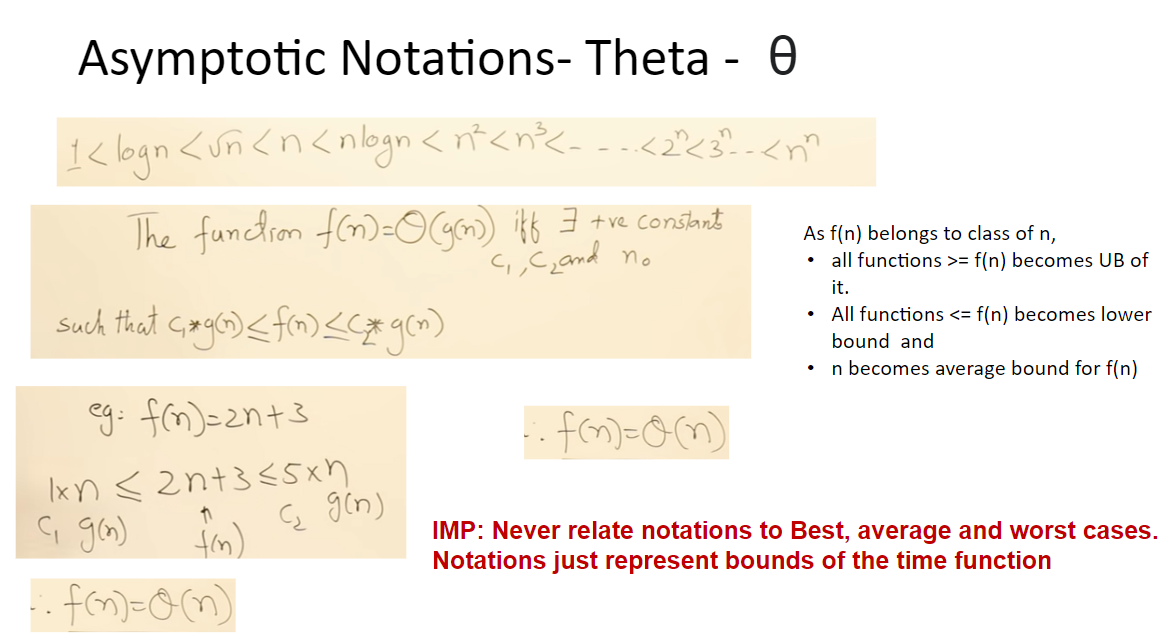 Asymptotic Notations- Theta - θ
1 < logn < √n < n < nlogn < n² < n³ < - - - .. < 2ⁿ < 3ⁿ - - < nⁿ
The function f(n)=Θ(g(n)) iff ∃ +ve constants
c₁, c₂ and n₀
such that c₁*g(n) ≤ f(n) ≤ c₂* g(n)
As f(n) belongs to class of n,
• all functions >= f(n) becomes UB of
it.
• All functions <= f(n) becomes lower
bound and
• n becomes average bound for f(n)
eg: f(n)=2n+3
1xn ≤ 2n+3 ≤ 5xn
c₁ g(n) ↑ f(n) c₂ g(n)
∴ f(n)=Θ(n)
∴ f(n)=Θ(n)
IMP: Never relate notations to Best, average and worst cases.
Notations just represent bounds of the time function